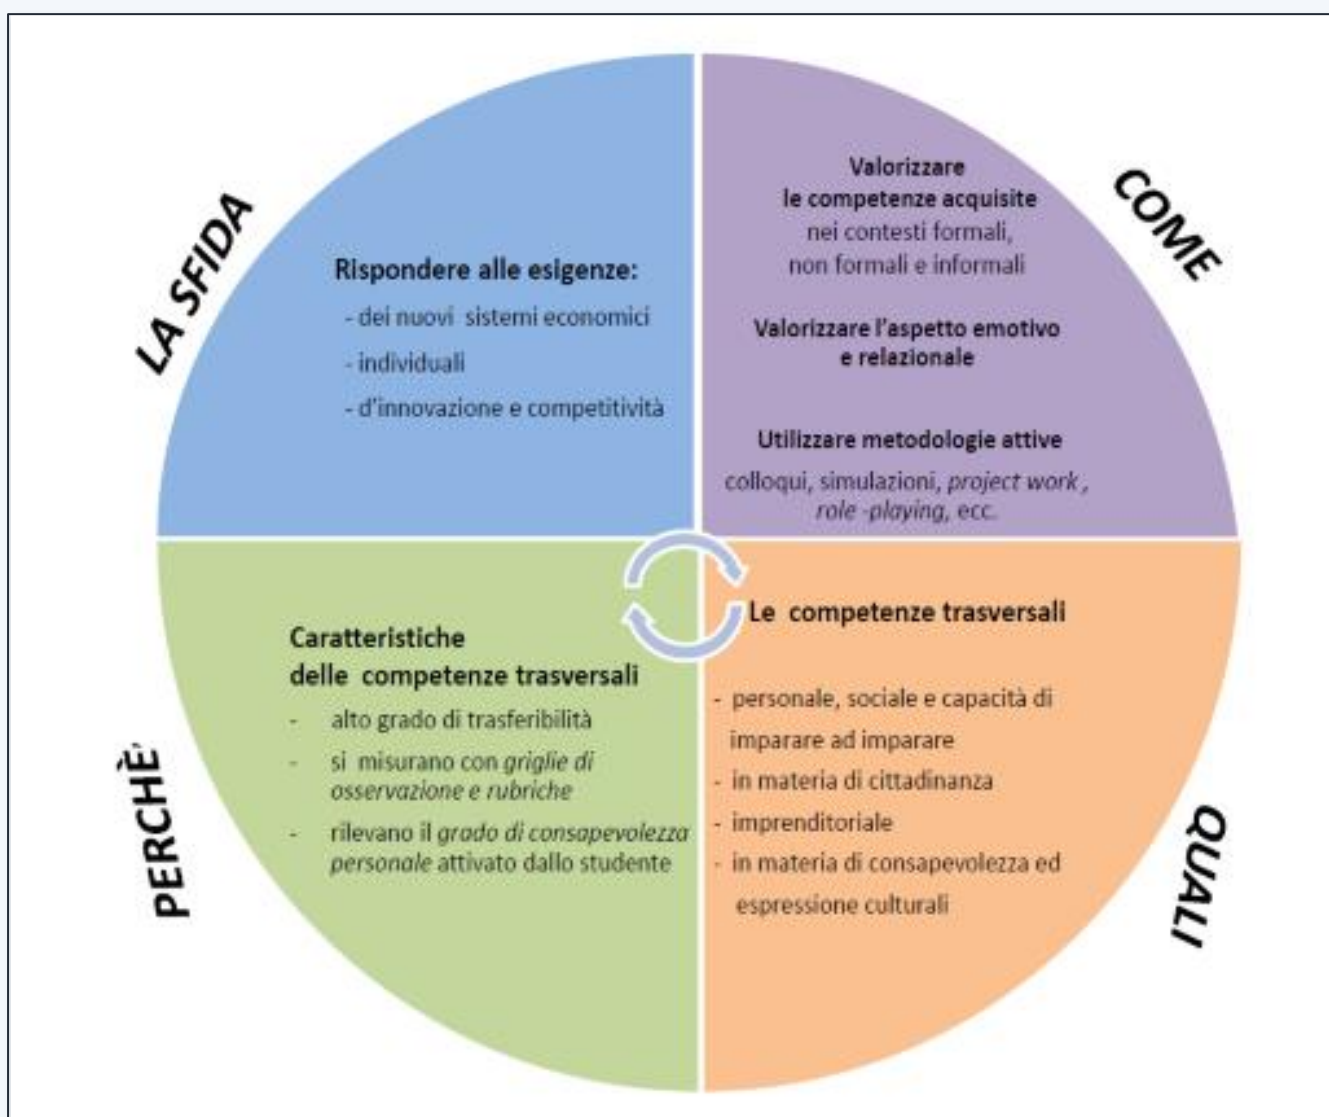 LA SFIDA
Rispondere alle esigenze:
- dei nuovi sistemi economici
- individuali
- d'innovazione e competitività
COME
Valorizzare
le competenze acquisite
nei contesti formali,
non formali e informali
Valorizzare l'aspetto emotivo
e relazionale
Utilizzare metodologie attive
colloqui, simulazioni, project work ,
role -playing, ecc.
PERCHÈ
Caratteristiche
delle competenze trasversali
- alto grado di trasferibilità
- si misurano con griglie di
osservazione e rubriche
- rilevano il grado di consapevolezza
personale attivato dallo studente
QUALI
Le competenze trasversali
- personale, sociale e capacità di
imparare ad imparare
- in materia di cittadinanza
- imprenditoriale
- in materia di consapevolezza ed
espressione culturali